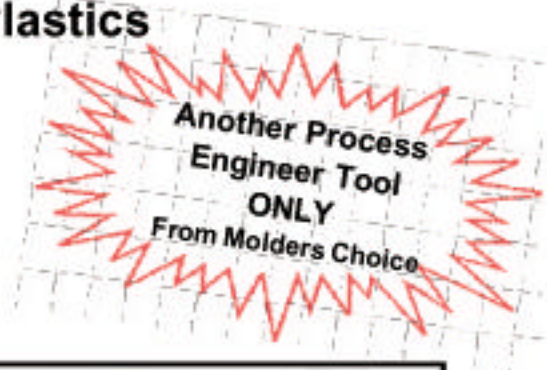 lastics
Another Process
Engineer Tool
ONLY
From Molders Choice